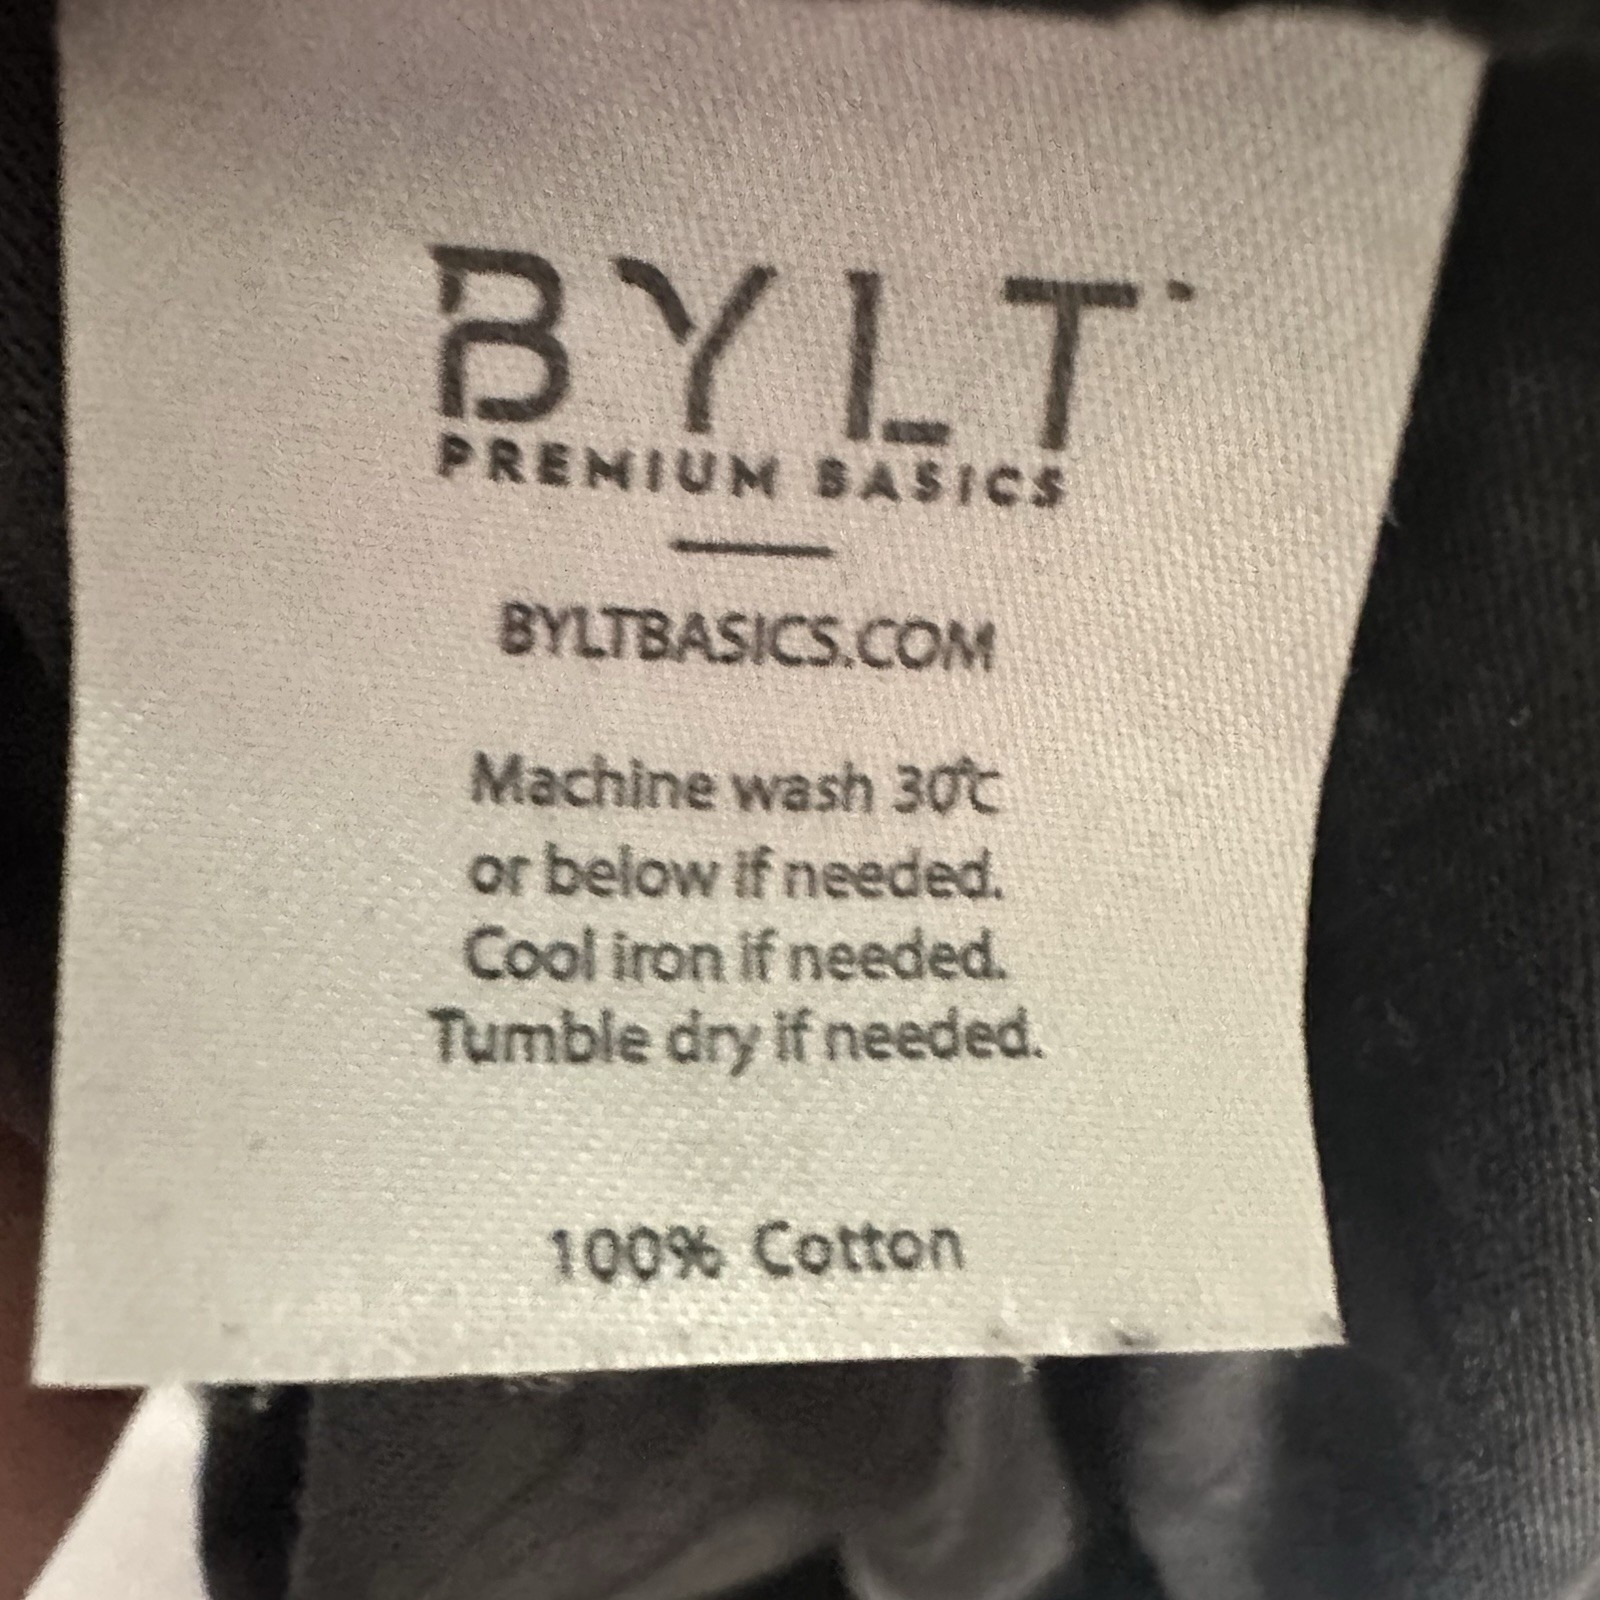 BYLT
PREMIUM BASICS
BYLTBASICS.COM
Machine wash 30℃
or below if needed.
Cool iron if needed.
Tumble dry if needed.
100% Cotton